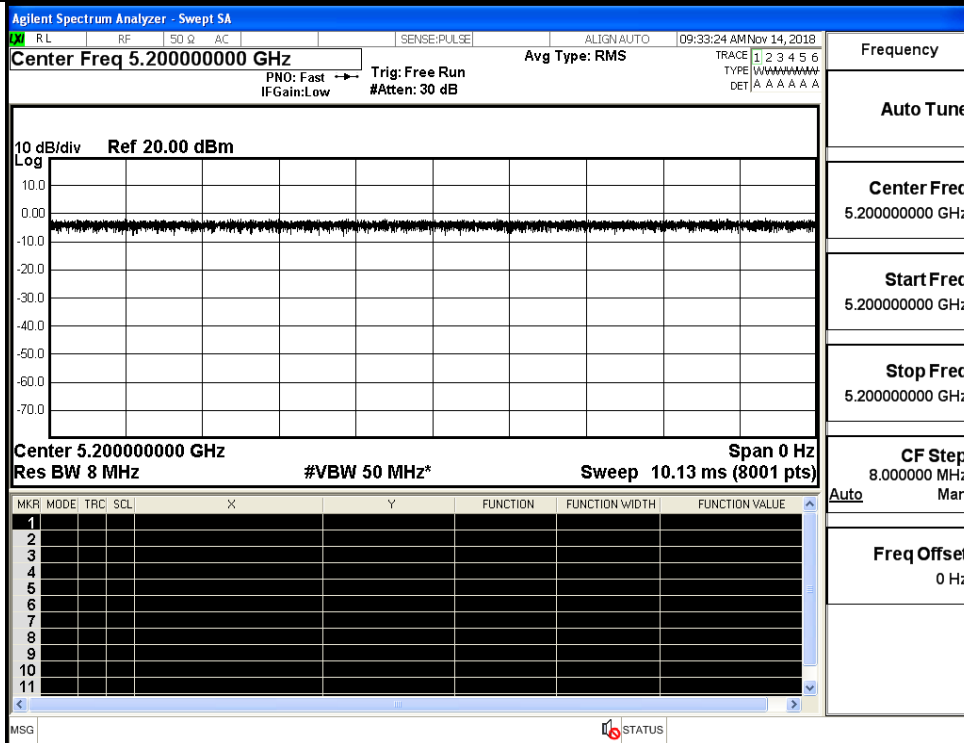 Agilent Spectrum Analyzer - Swept SA
LXI RL RF 50 Ω AC SENSE:PULSE ALIGN AUTO 09:33:24 AM Nov 14, 2018
Center Freq 5.200000000 GHz Avg Type: RMS TRACE 1 2 3 4 5 6
PNO: Fast Trig: Free Run TYPE WWWWWW
IFGain:Low #Atten: 30 dB DET A A A A A A
10 dB/div Ref 20.00 dBm
Log
10.0
0.00
-10.0
-20.0
-30.0
-40.0
-50.0
-60.0
-70.0
Center 5.200000000 GHz Span 0 Hz
Res BW 8 MHz #VBW 50 MHz* Sweep 10.13 ms (8001 pts)
MKR MODE TRC SCL X Y FUNCTION FUNCTION WIDTH FUNCTION VALUE
1
2
3
4
5
6
7
8
9
10
11
MSG STATUS
Frequency
Auto Tune
Center Freq
5.200000000 GHz
Start Freq
5.200000000 GHz
Stop Freq
5.200000000 GHz
CF Step
8.000000 MHz
Auto Man
Freq Offset
0 Hz